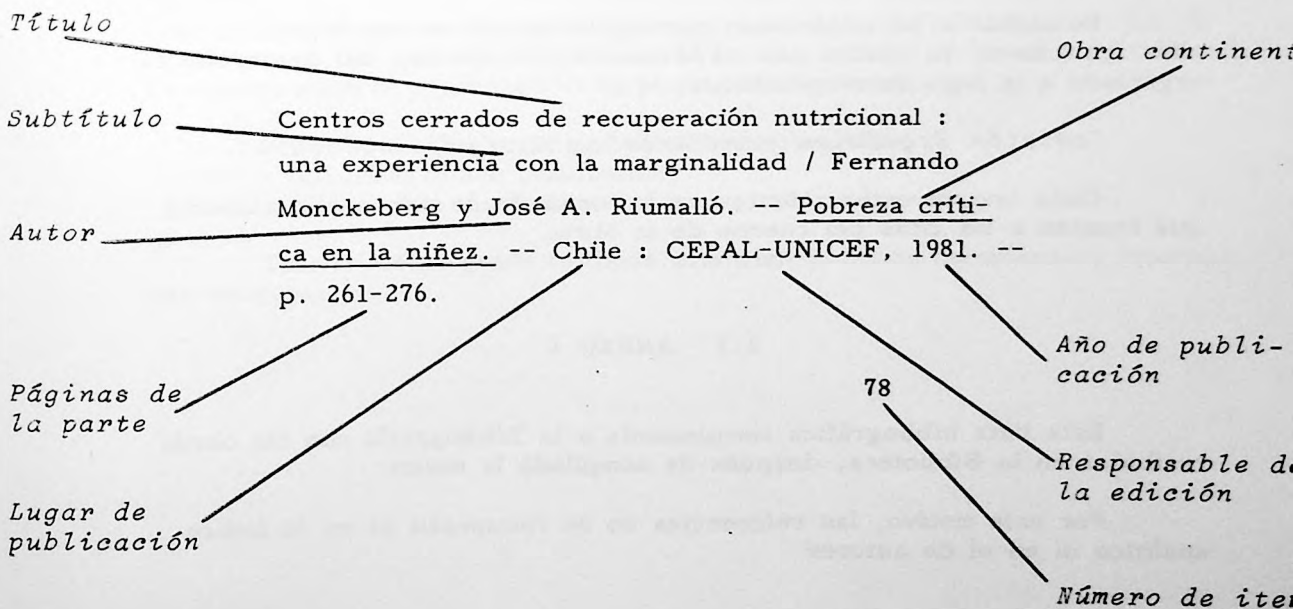 Título
Obra continent
Subtítulo
Centros cerrados de recuperación nutricional :
una experiencia con la marginalidad / Fernando
Monckeberg y José A. Riumalló. -- Pobreza críti-
Autor
ca en la niñez. -- Chile : CEPAL-UNICEF, 1981. --
p. 261-276.
Año de publi-
cación
Páginas de
la parte
78
Responsable de
la edición
Lugar de
publicación
Número de item